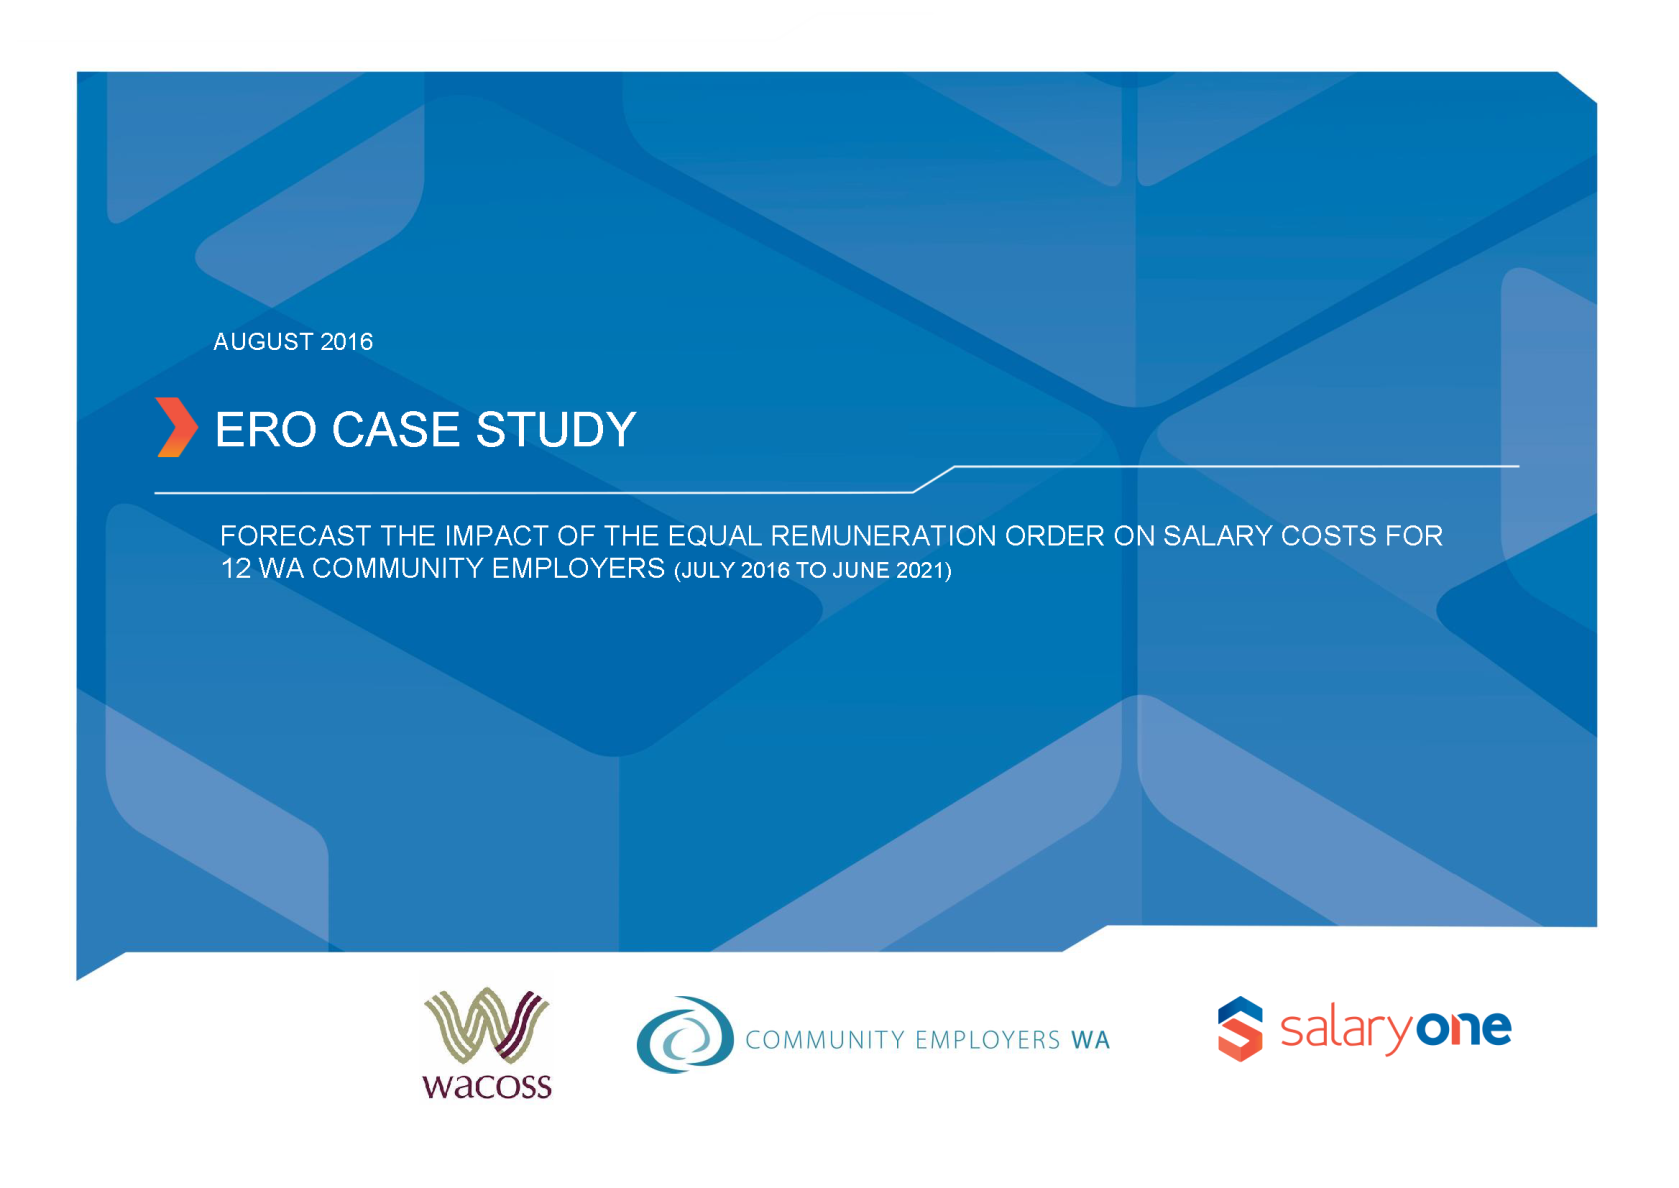 AUGUST 2016
ERO CASE STUDY
FORECAST THE IMPACT OF THE EQUAL REMUNERATION ORDER ON SALARY COSTS FOR
12 WA COMMUNITY EMPLOYERS (JULY 2016 TO JUNE 2021)
wacoss
COMMUNITY EMPLOYERS WA
salaryone